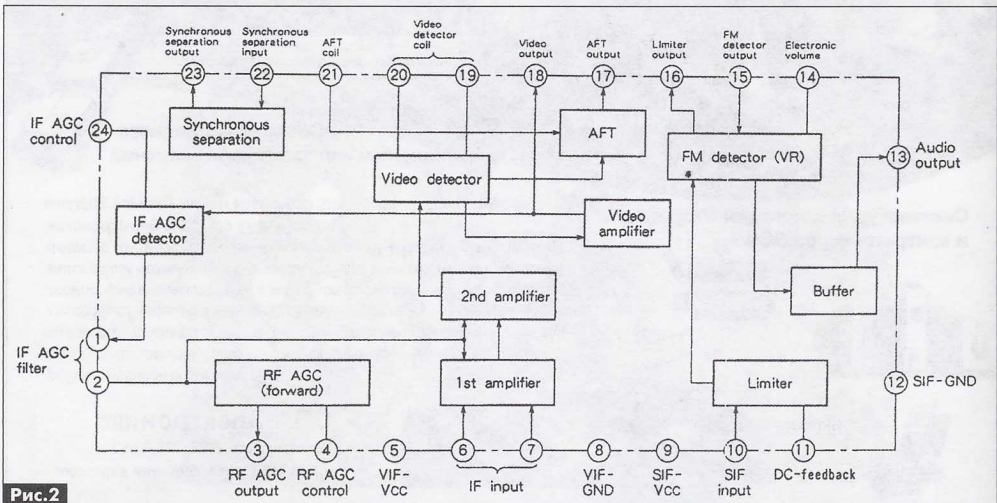 Synchronous
separation
output
Synchronous
separation
input
AFT
coil
Video
detector
coil
Video
output
AFT
output
Limiter
output
FM
detector
output
Electronic
volume
23
22
21
20
19
18
17
16
15
14
IF AGC
control
24
Synchronous
separation
AFT
FM detector (VR)
13
Audio
output
Video detector
IF AGC
detector
Video
amplifier
2nd amplifier
Buffer
IF AGC
filter
1
2
RF AGC
(forward)
1st amplifier
Limiter
12
SIF-GND
3
4
5
6
7
8
9
10
11
RF AGC
output
RF AGC
control
VIF-
Vcc
IF input
VIF-
GND
SIF-
Vcc
SIF
input
DC-feedback
Рис.2